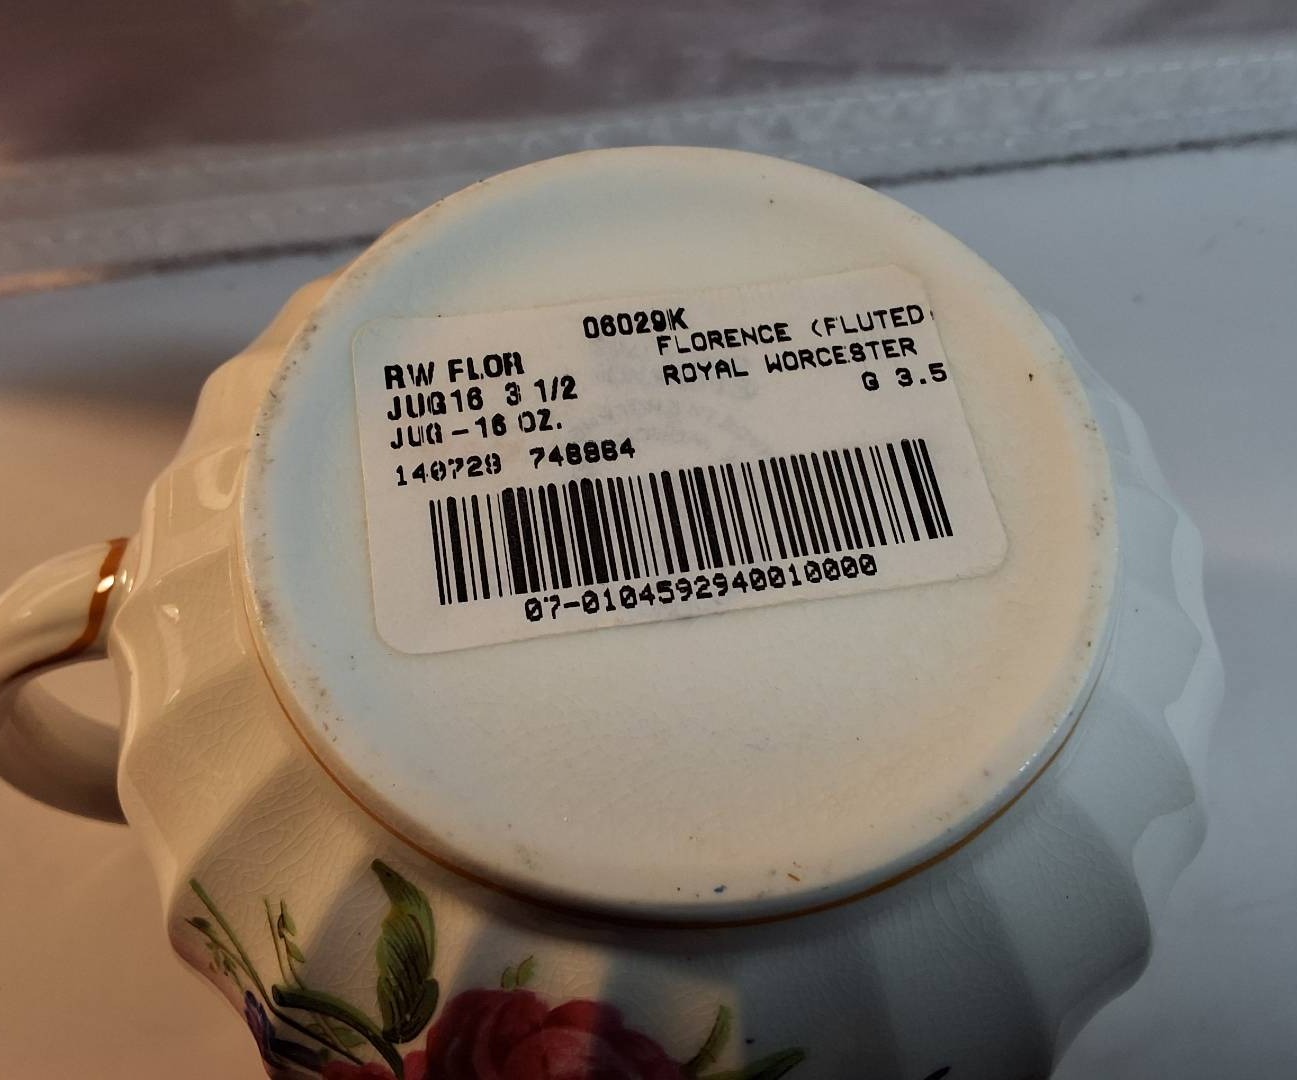 06029K
FLORENCE (FLUTED)
RW FLOR
ROYAL WORCESTER
JUG16 3 1/2
G 3.5
JUG-16 OZ.
140729 748884
07-0104592940010000